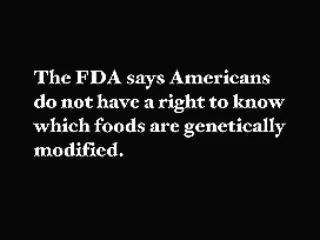 The FDA says Americans
do not have a right to know
which foods are genetically
modified.